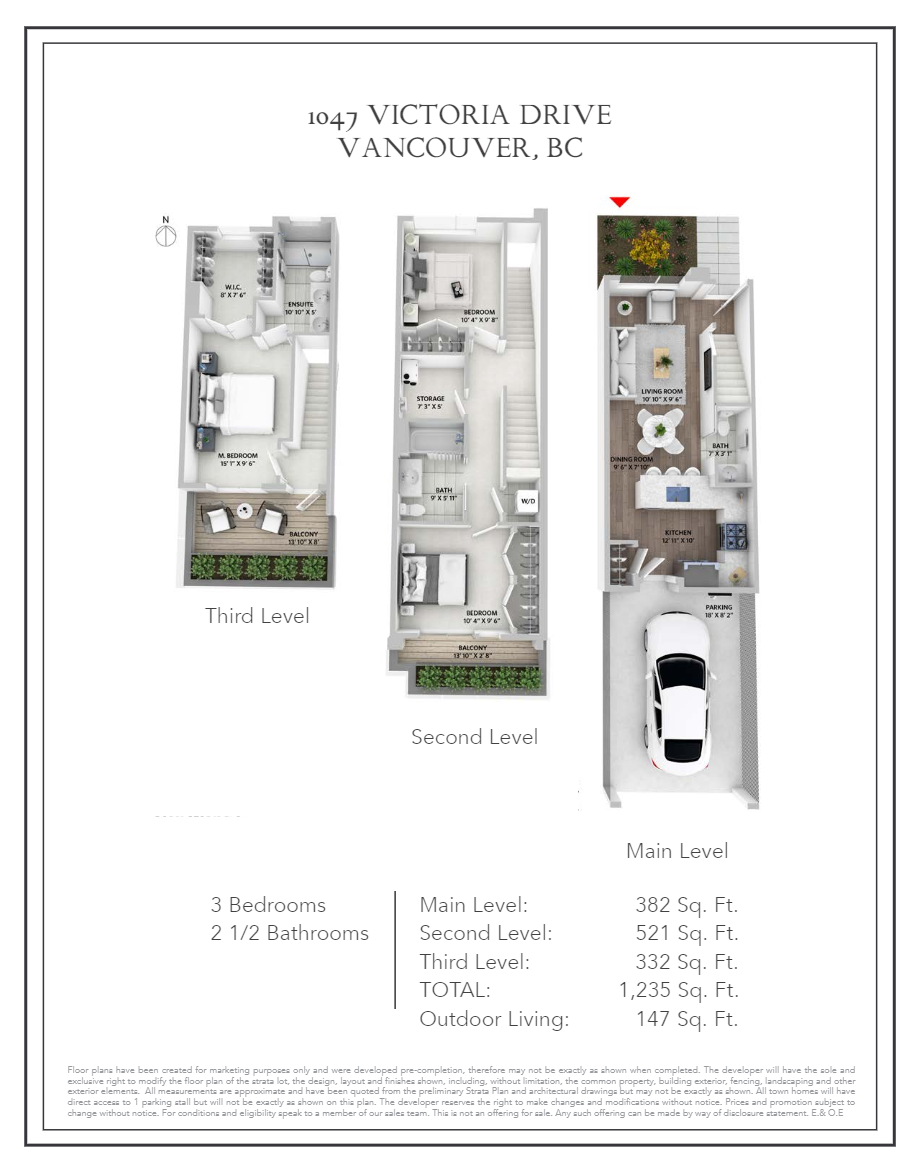 1047 VICTORIA DRIVE
VANCOUVER, BC
N
W.I.C.
8' X 7' 6"
ENSUITE
10' 10" X 5'
M. BEDROOM
15' 1" X 9' 6"
BALCONY
13' 10" X 8'
Third Level
BEDROOM
10' 4" X 9' 8"
STORAGE
7' 3" X 5'
BATH
9' X 5' 11"
W/D
BEDROOM
10' 4" X 9' 6"
BALCONY
13' 10" X 2' 8"
Second Level
LIVING ROOM
10' 10" X 9' 6"
DINING ROOM
9' 6" X 7' 10"
BATH
7' X 3' 1"
KITCHEN
12' 11" X 10'
PARKING
18' X 8' 2"
Main Level
3 Bedrooms
2 1/2 Bathrooms
Main Level: 382 Sq. Ft.
Second Level: 521 Sq. Ft.
Third Level: 332 Sq. Ft.
TOTAL: 1,235 Sq. Ft.
Outdoor Living: 147 Sq. Ft.
Floor plans have been created for marketing purposes only and were developed pre-completion, therefore may not be exactly as shown when completed. The developer will have the sole and
exclusive right to modify the floor plan of the strata lot, the design, layout and finishes shown, including, without limitation, the common property, building exterior, fencing, landscaping and other
exterior elements. All measurements are approximate and have been quoted from the preliminary Strata Plan and architectural drawings but may not be exactly as shown. All town homes will have
direct access to 1 parking stall but will not be exactly as shown on this plan. The developer reserves the right to make changes and modifications without notice. Prices and promotion subject to
change without notice. For conditions and eligibility speak to a member of our sales team. This is not an offering for sale. Any such offering can be made by way of disclosure statement. E.& O.E